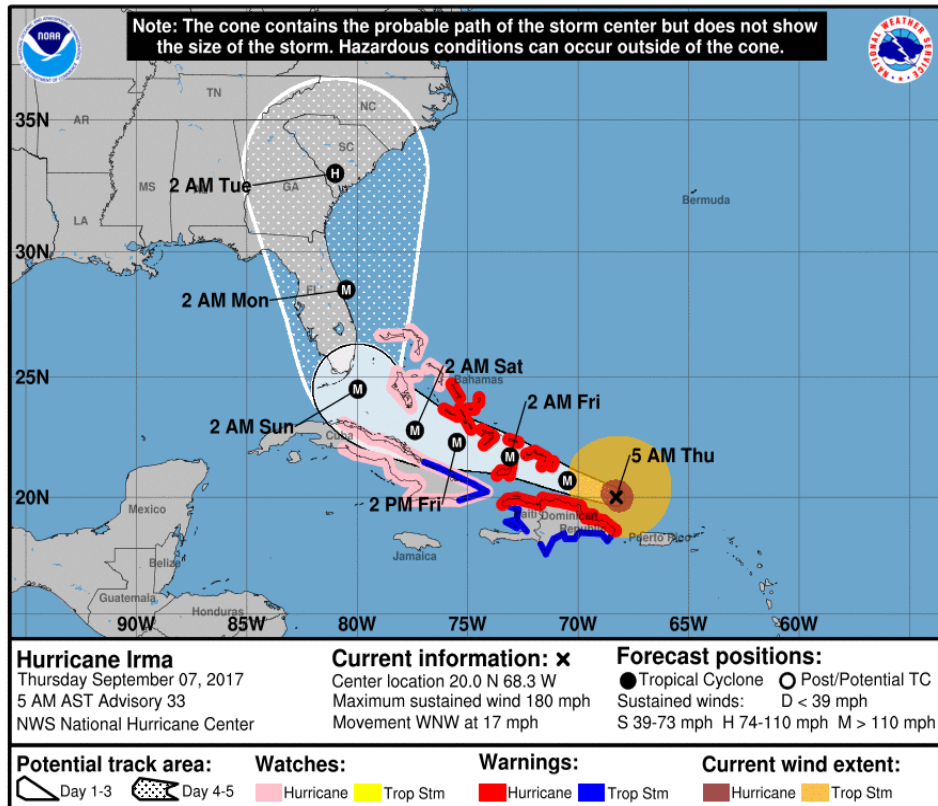 Note: The cone contains the probable path of the storm center but does not show
the size of the storm. Hazardous conditions can occur outside of the cone.
NOAA
NATIONAL WEATHER SERVICE
TN
NC
35N
AR
SC
H
2 AM Tue
MS
GA
LA
Bermuda
30N
FL
2 AM Mon
M
25N
2 AM Sat
Bahamas
M
2 AM Fri
2 AM Sun
Cuba
M
M
M
M
5 AM Thu
20N
2 PM Fri
Mexico
Haiti
Dominican
Republic
Puerto Rico
Jamaica
Belize
Guatemala
Honduras
90W
85W
80W
75W
70W
65W
60W
Hurricane Irma
Thursday September 07, 2017
5 AM AST Advisory 33
NWS National Hurricane Center
Current information: x
Center location 20.0 N 68.3 W
Maximum sustained wind 180 mph
Movement WNW at 17 mph
Forecast positions:
Tropical Cyclone Post/Potential TC
Sustained winds: D < 39 mph
S 39-73 mph H 74-110 mph M > 110 mph
Potential track area:
Day 1-3 Day 4-5
Watches:
Hurricane Trop Stm
Warnings:
Hurricane Trop Stm
Current wind extent:
Hurricane Trop Stm